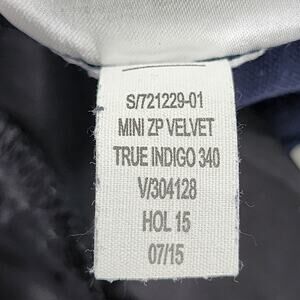 S/721229-01
MINI ZP VELVET
TRUE INDIGO 340
V/304128
HOL 15
07/15